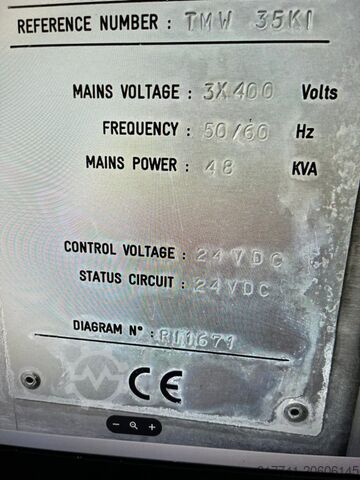 REFERENCE NUMBER : TMW 35KI
MAINS VOLTAGE : 3X400 Volts
FREQUENCY : 50/60 Hz
MAINS POWER : 48 KVA
CONTROL VOLTAGE : 24VDC
STATUS CIRCUIT : 24VDC
DIAGRAM N° : RI1671
CE